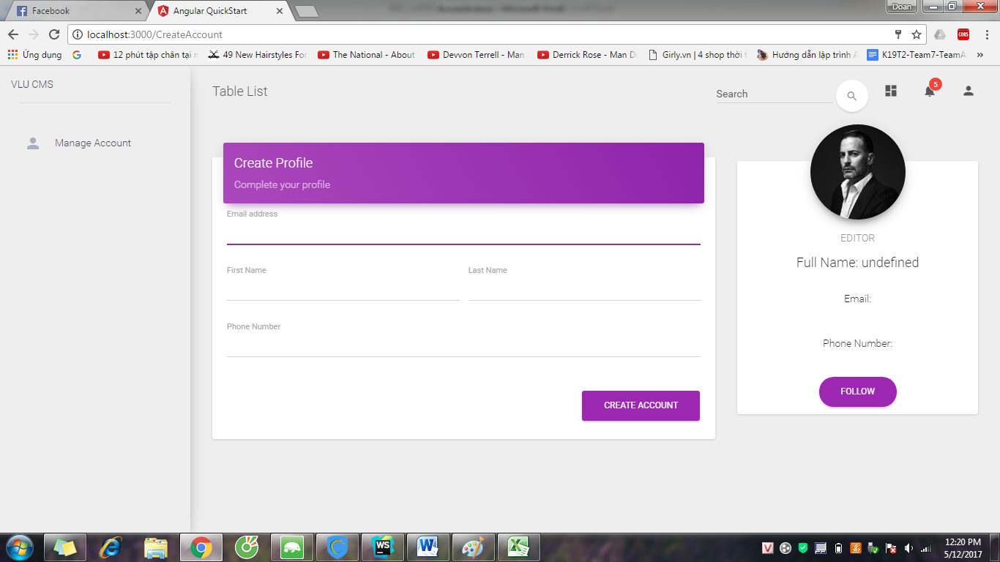 Facebook
Angular QuickStart
Doan
localhost:3000/CreateAccount
CORS
Ứng dụng
12 phút tập chân tại n
49 New Hairstyles For
The National - About
Devvon Terrell - Man
Derrick Rose - Man D
Girly.vn | 4 shop thời t
Hướng dẫn lập trình A
K19T2-Team7-TeamA
»
VLU CMS
Table List
Search
5
Manage Account
Create Profile
Complete your profile
Email address
First Name
Last Name
Phone Number
CREATE ACCOUNT
EDITOR
Full Name: undefined
Email:
Phone Number:
FOLLOW
WS
12:20 PM
5/12/2017